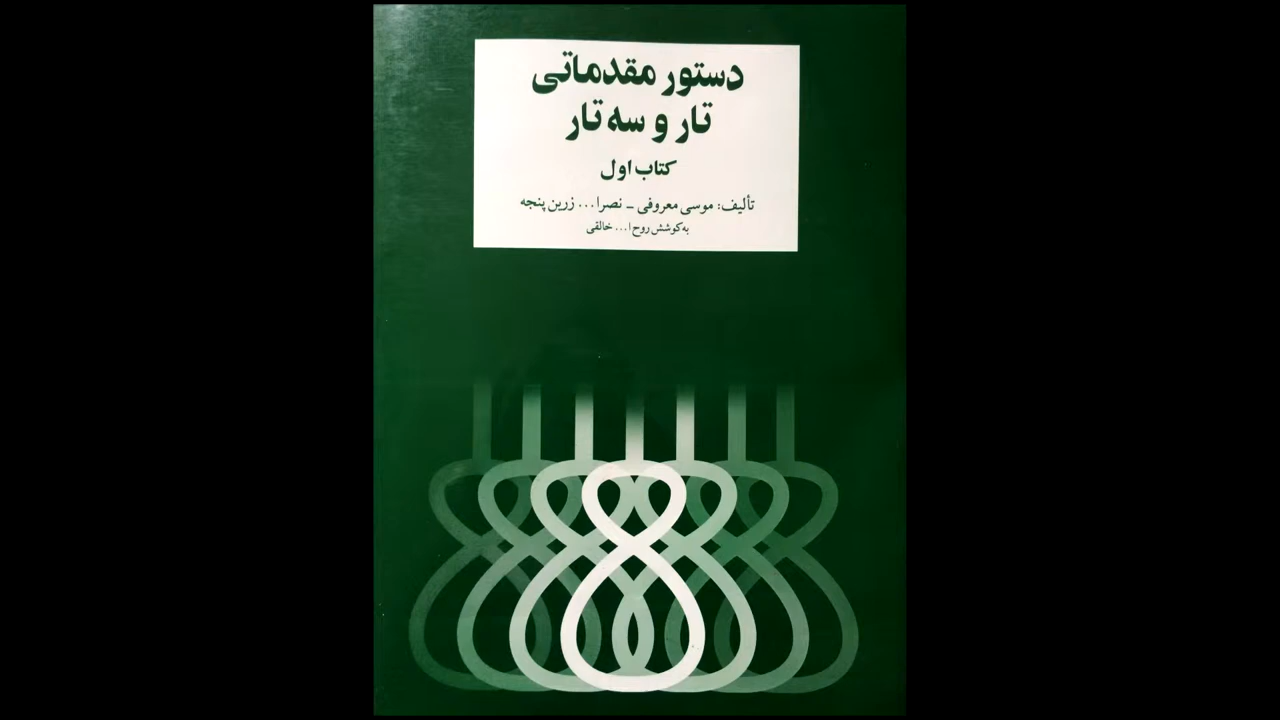 دستور مقدماتی
تار و سه تار
کتاب اول
تألیف: موسی معروفی ـ نصرا... زرین پنجه
به کوشش روح ا... خالقی